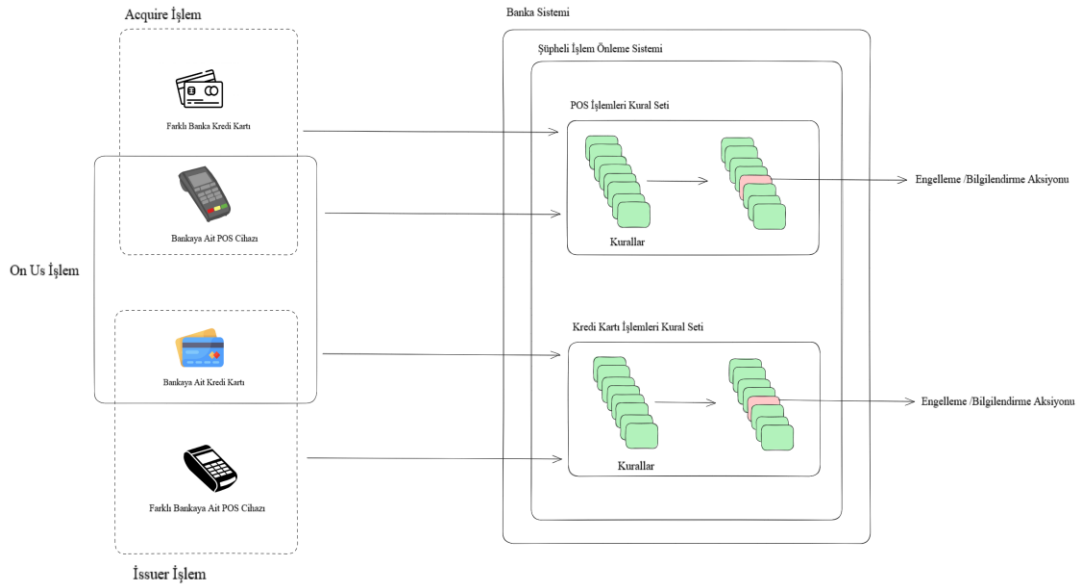 Acquire İşlem
Farklı Banka Kredi Kartı
Bankaya Ait POS Cihazı
On Us İşlem
Bankaya Ait Kredi Kartı
Farklı Bankaya Ait POS Cihazı
İssuer İşlem
Banka Sistemi
Şüpheli İşlem Önleme Sistemi
POS İşlemleri Kural Seti
Kurallar
Engelleme /Bilgilendirme Aksiyonu
Kredi Kartı İşlemleri Kural Seti
Kurallar
Engelleme /Bilgilendirme Aksiyonu